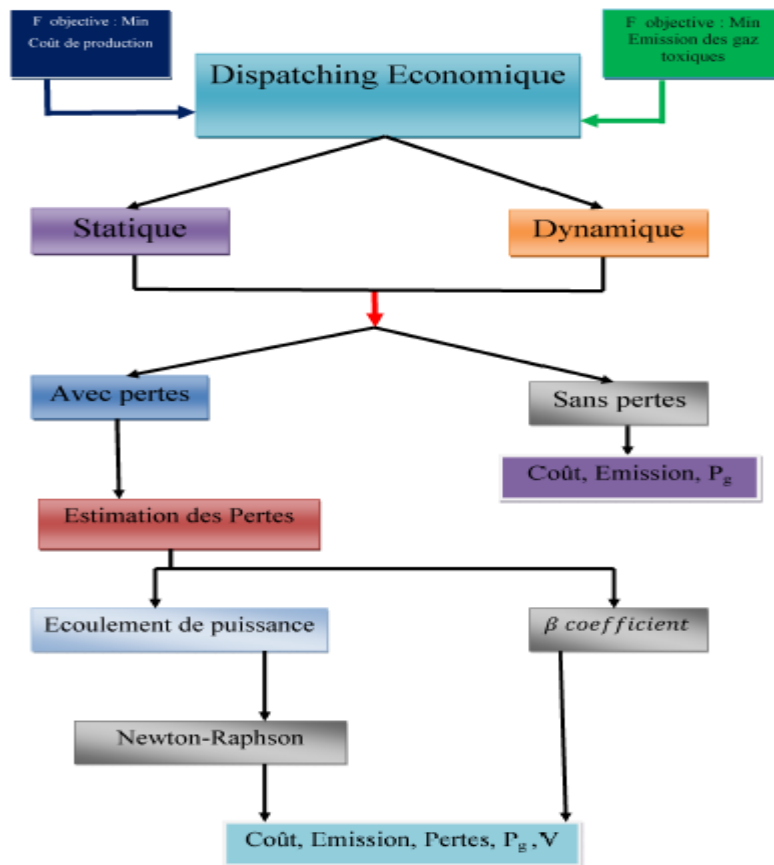 F objective : Min
Coût de production
F objective : Min
Emission des gaz
toxiques
Dispatching Economique
Statique
Dynamique
Avec pertes
Sans pertes
Coût, Emission, Pg
Estimation des Pertes
Ecoulement de puissance
β coefficient
Newton-Raphson
Coût, Emission, Pertes, Pg ,V